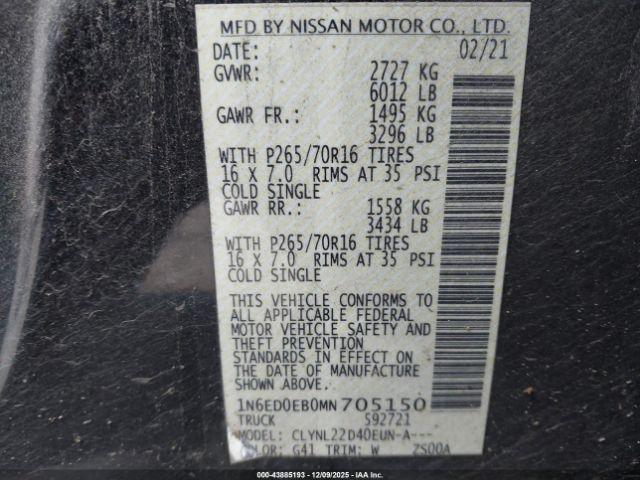 MFD BY NISSAN MOTOR CO., LTD.
DATE: 02/21
GVWR: 2727 KG
6012 LB
GAWR FR.: 1495 KG
3296 LB
WITH P265/70R16 TIRES
16 X 7.0 RIMS AT 35 PSI
COLD SINGLE
GAWR RR.: 1558 KG
3434 LB
WITH P265/70R16 TIRES
16 X 7.0 RIMS AT 35 PSI
COLD SINGLE
THIS VEHICLE CONFORMS TO
ALL APPLICABLE FEDERAL
MOTOR VEHICLE SAFETY AND
THEFT PREVENTION
STANDARDS IN EFFECT ON
THE DATE OF MANUFACTURE
SHOWN ABOVE.
1N6ED0EB0MN705150
TRUCK 592721
MODEL: CLYNL22D40EUN-A---
COLOR: G41 TRIM: W ZS00A
000-43885193 | 12/09/2025 | Copyright IAA, LLC.